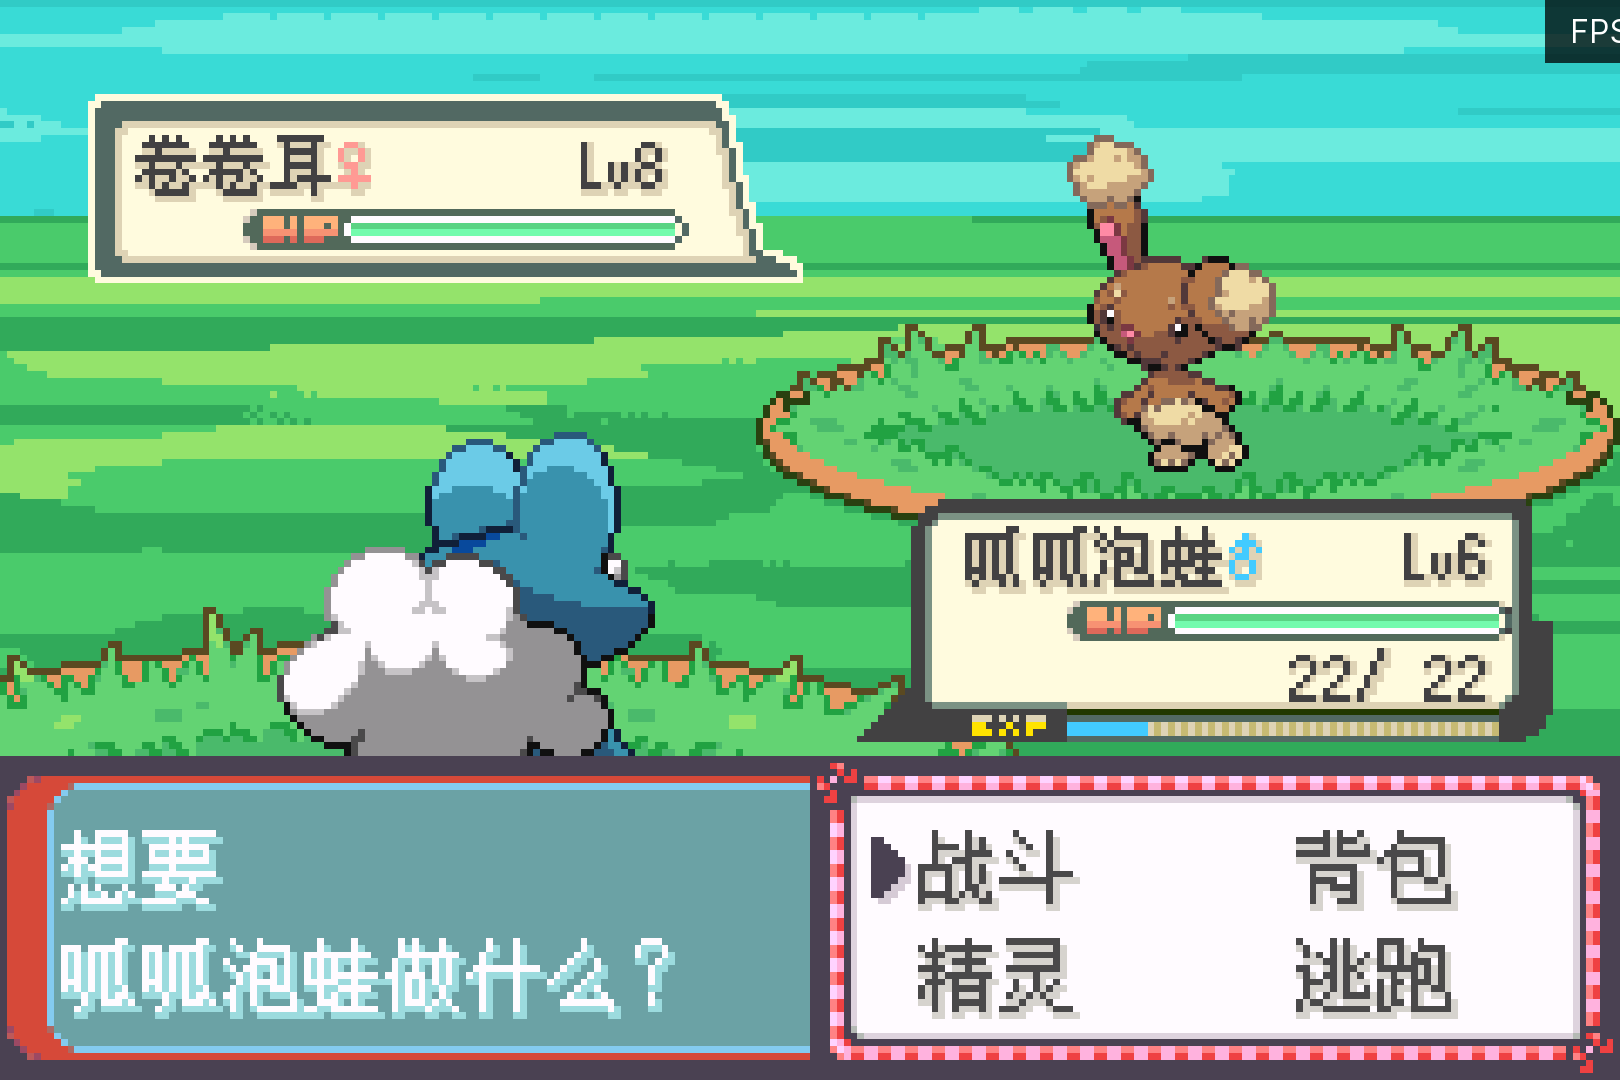 FPS
卷卷耳♀ Lv8
HP
呱呱泡蛙♂ Lv6
HP
22/ 22
EXP
想要
呱呱泡蛙做什么？
战斗 背包
精灵 逃跑